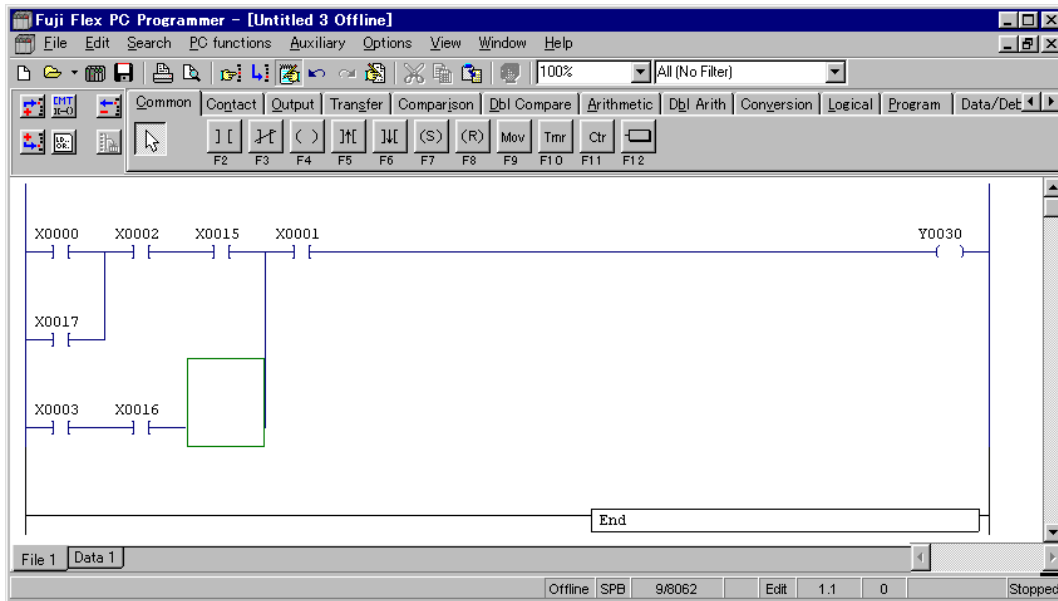 Fuji Flex PC Programmer - [Untitled 3 Offline]
File Edit Search PC functions Auxiliary Options View Window Help
100% All (No Filter)
Common Contact Output Transfer Comparison Dbl Compare Arithmetic Dbl Arith Conversion Logical Program Data/Det
(S) (R) Mov Tmr Ctr
F2 F3 F4 F5 F6 F7 F8 F9 F10 F11 F12
X0000 X0002 X0015 X0001 Y0030
X0017
X0003 X0016
End
File 1 Data 1
Offline SPB 9/8062 Edit 1.1 0 Stopped